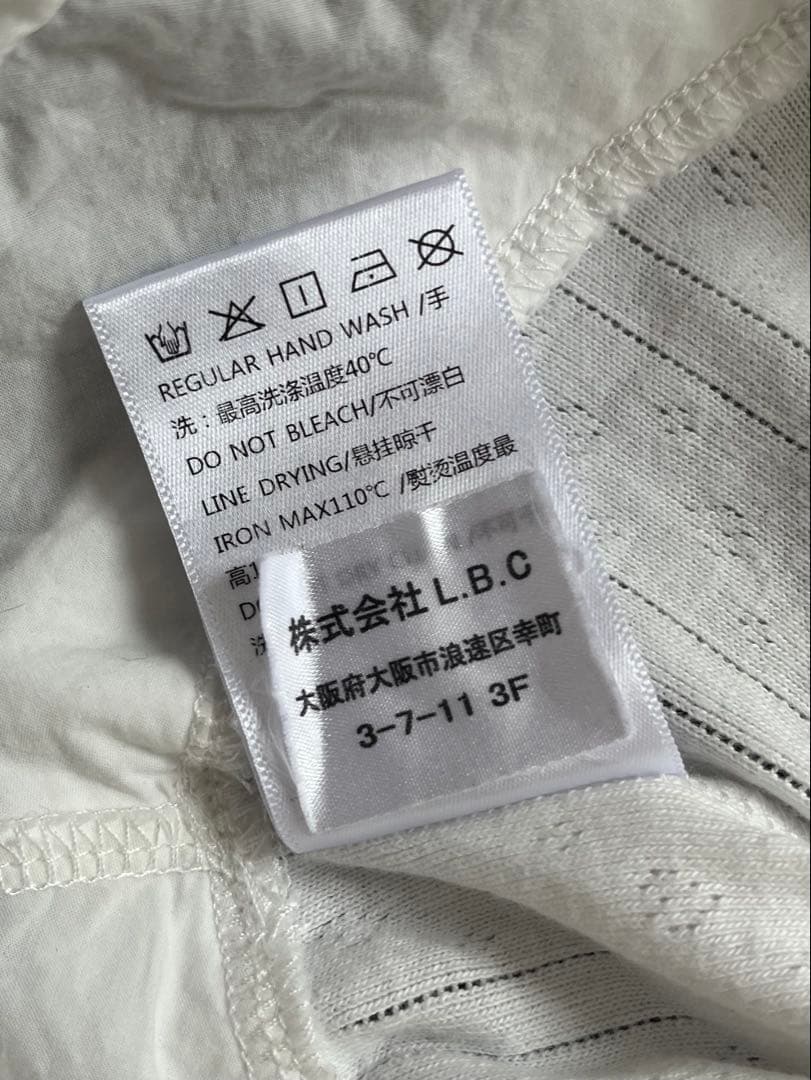 REGULAR HAND WASH /手
洗：最高洗涤温度40℃
DO NOT BLEACH/不可漂白
LINE DRYING/悬挂晾干
IRON MAX110℃ /熨烫温度最
高1
株式会社 L.B.C
大阪府大阪市浪速区幸町
3-7-11 3F